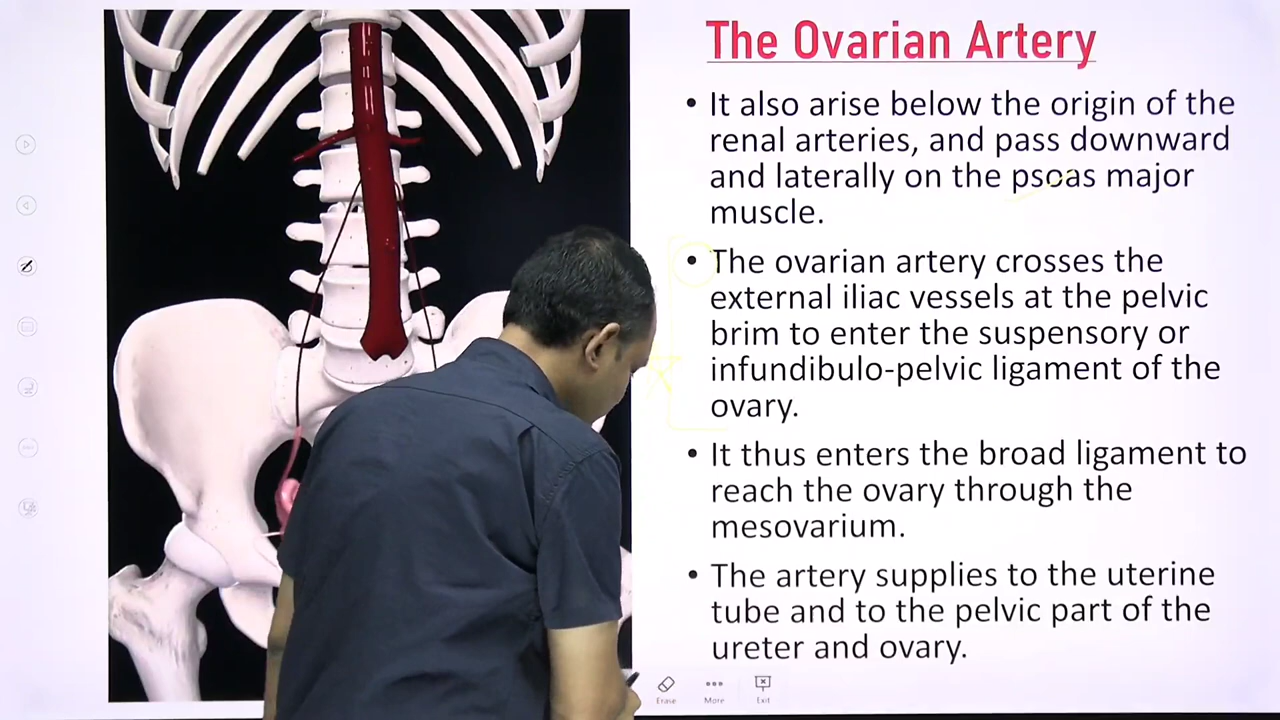 The Ovarian Artery
• It also arise below the origin of the
renal arteries, and pass downward
and laterally on the psoas major
muscle.
• The ovarian artery crosses the
external iliac vessels at the pelvic
brim to enter the suspensory or
infundibulo-pelvic ligament of the
ovary.
• It thus enters the broad ligament to
reach the ovary through the
mesovarium.
• The artery supplies to the uterine
tube and to the pelvic part of the
ureter and ovary.
Erase More Exit